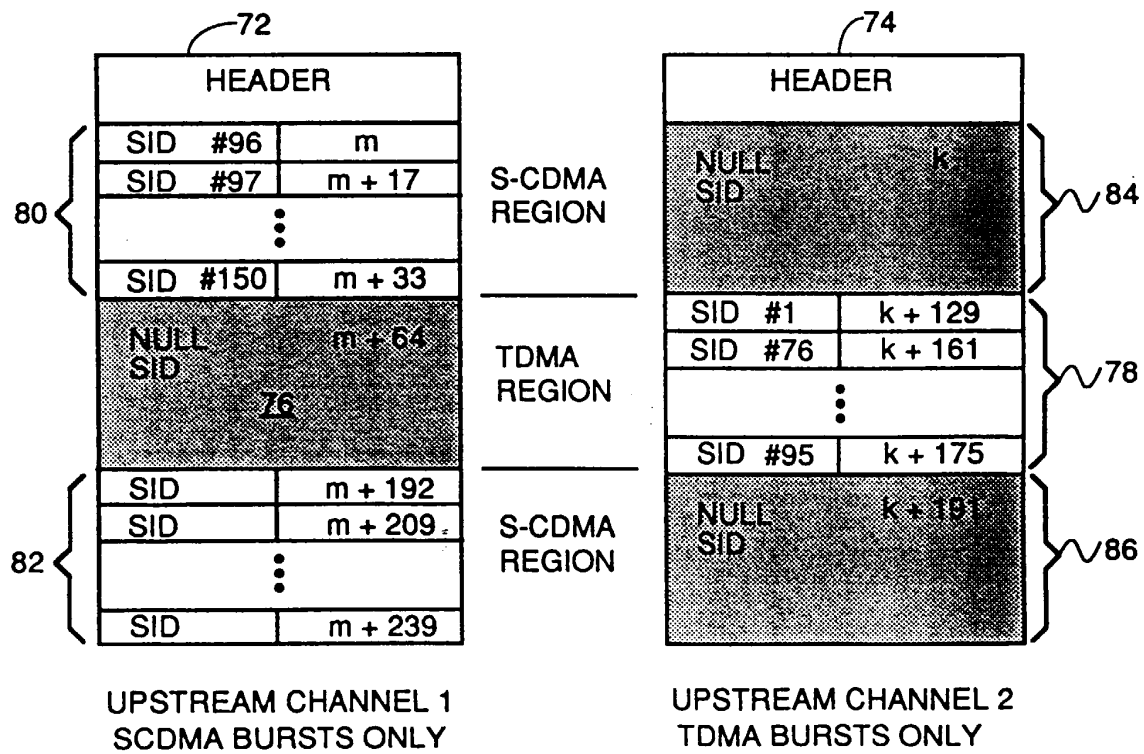 72
HEADER
SID #96 m
SID #97 m + 17
SID #150 m + 33
80
NULL SID m + 64
76
SID m + 192
SID m + 209
SID m + 239
82
UPSTREAM CHANNEL 1
SCDMA BURSTS ONLY
S-CDMA
REGION
TDMA
REGION
S-CDMA
REGION
74
HEADER
NULL SID k
84
SID #1 k + 129
SID #76 k + 161
SID #95 k + 175
78
NULL SID k + 191
86
UPSTREAM CHANNEL 2
TDMA BURSTS ONLY